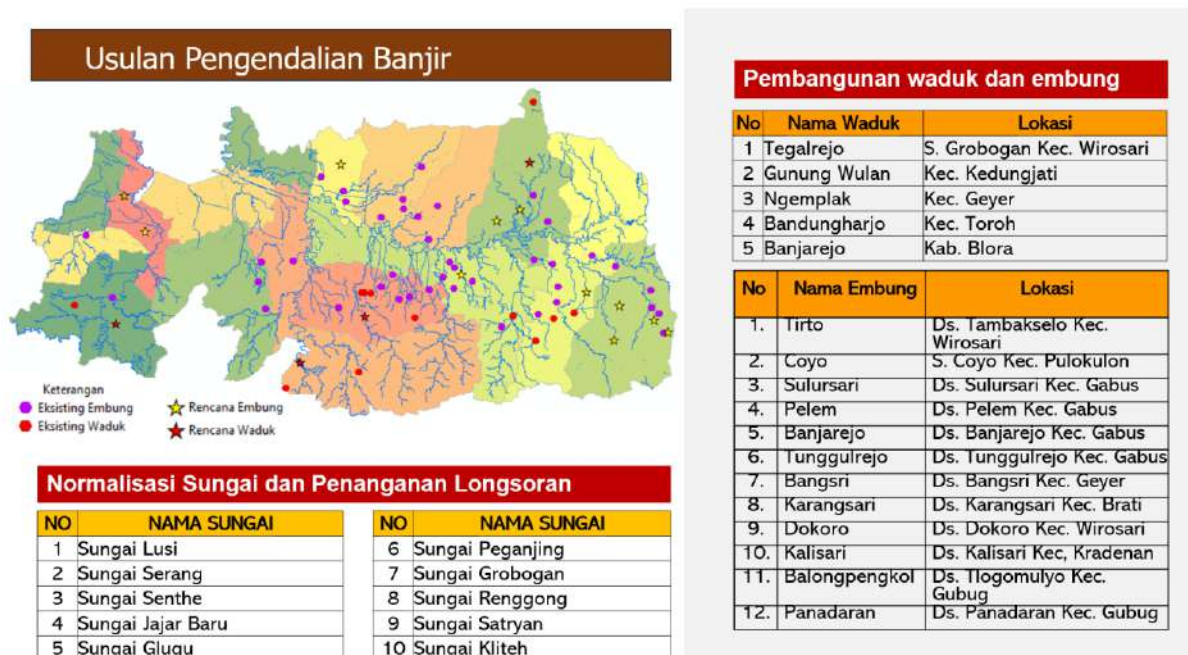 Usulan Pengendalian Banjir
Keterangan
Eksisting Embung
Eksisting Waduk
Rencana Embung
Rencana Waduk
Normalisasi Sungai dan Penanganan Longsoran
NO NAMA SUNGAI
1 Sungai Lusi
2 Sungai Serang
3 Sungai Senthe
4 Sungai Jajar Baru
5 Sungai Glugu
NO NAMA SUNGAI
6 Sungai Peganjing
7 Sungai Grobogan
8 Sungai Renggong
9 Sungai Satryan
10 Sungai Kliteh
Pembangunan waduk dan embung
No Nama Waduk Lokasi
1 Tegalrejo S. Grobogan Kec. Wirosari
2 Gunung Wulan Kec. Kedungjati
3 Ngemplak Kec. Geyer
4 Bandungharjo Kec. Toroh
5 Banjarejo Kab. Blora
No Nama Embung Lokasi
1. Tirto Ds. Tambakselo Kec.
Wirosari
2. Coyo S. Coyo Kec. Pulokulon
3. Sulursari Ds. Sulursari Kec. Gabus
4. Pelem Ds. Pelem Kec. Gabus
5. Banjarejo Ds. Banjarejo Kec. Gabus
6. Tunggulrejo Ds. Tunggulrejo Kec. Gabus
7. Bangsri Ds. Bangsri Kec. Geyer
8. Karangsari Ds. Karangsari Kec. Brati
9. Dokoro Ds. Dokoro Kec. Wirosari
10. Kalisari Ds. Kalisari Kec, Kradenan
11. Balongpengkol Ds. Tlogomulyo Kec.
Gubug
12. Panadaran Ds. Panadaran Kec. Gubug